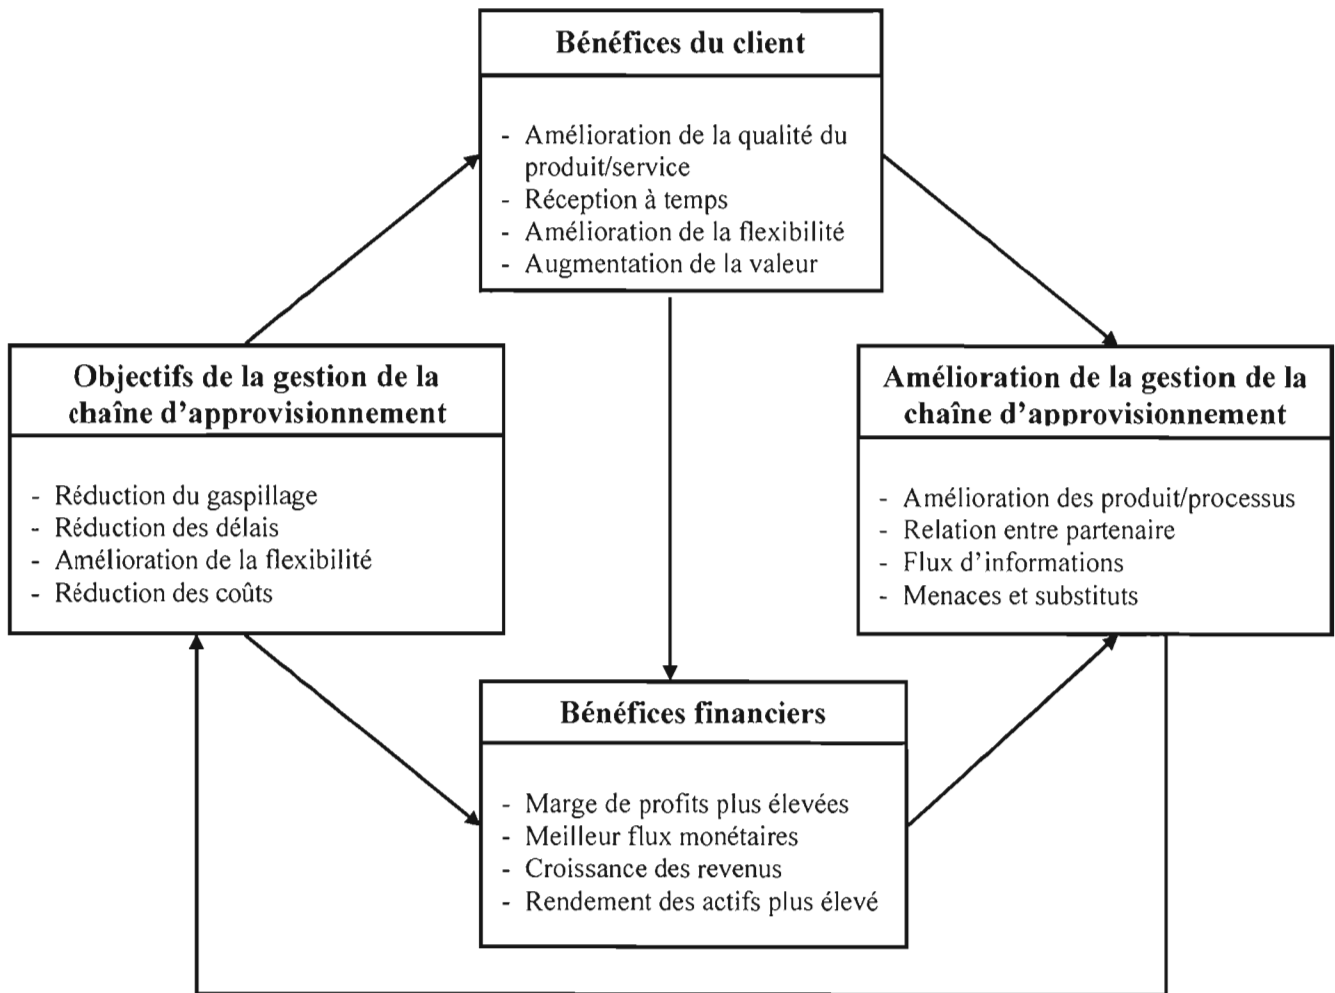 Bénéfices du client
- Amélioration de la qualité du
produit/service
- Réception à temps
- Amélioration de la flexibilité
- Augmentation de la valeur
Objectifs de la gestion de la
chaîne d'approvisionnement
- Réduction du gaspillage
- Réduction des délais
- Amélioration de la flexibilité
- Réduction des coûts
Amélioration de la gestion de la
chaîne d'approvisionnement
- Amélioration des produit/processus
- Relation entre partenaire
- Flux d'informations
- Menaces et substituts
Bénéfices financiers
- Marge de profits plus élevées
- Meilleur flux monétaires
- Croissance des revenus
- Rendement des actifs plus élevé